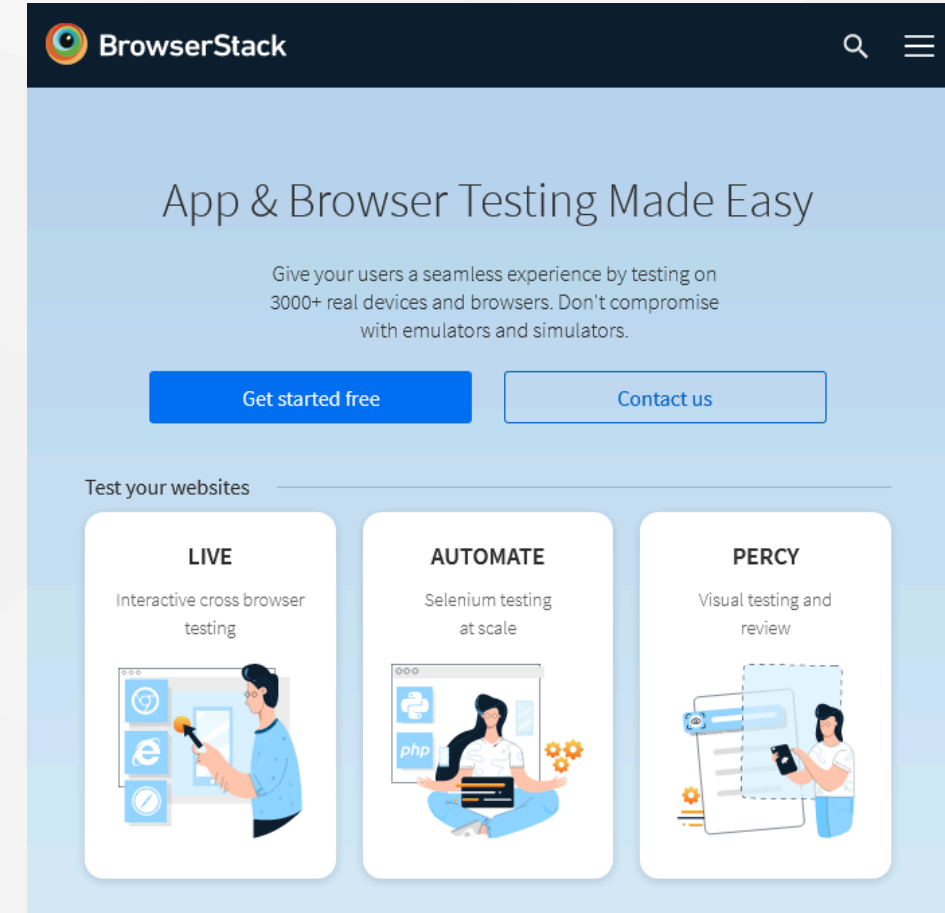 BrowserStack
App & Browser Testing Made Easy
Give your users a seamless experience by testing on
3000+ real devices and browsers. Don't compromise
with emulators and simulators.
Get started free
Contact us
Test your websites
LIVE
Interactive cross browser
testing
AUTOMATE
Selenium testing
at scale
php
PERCY
Visual testing and
review